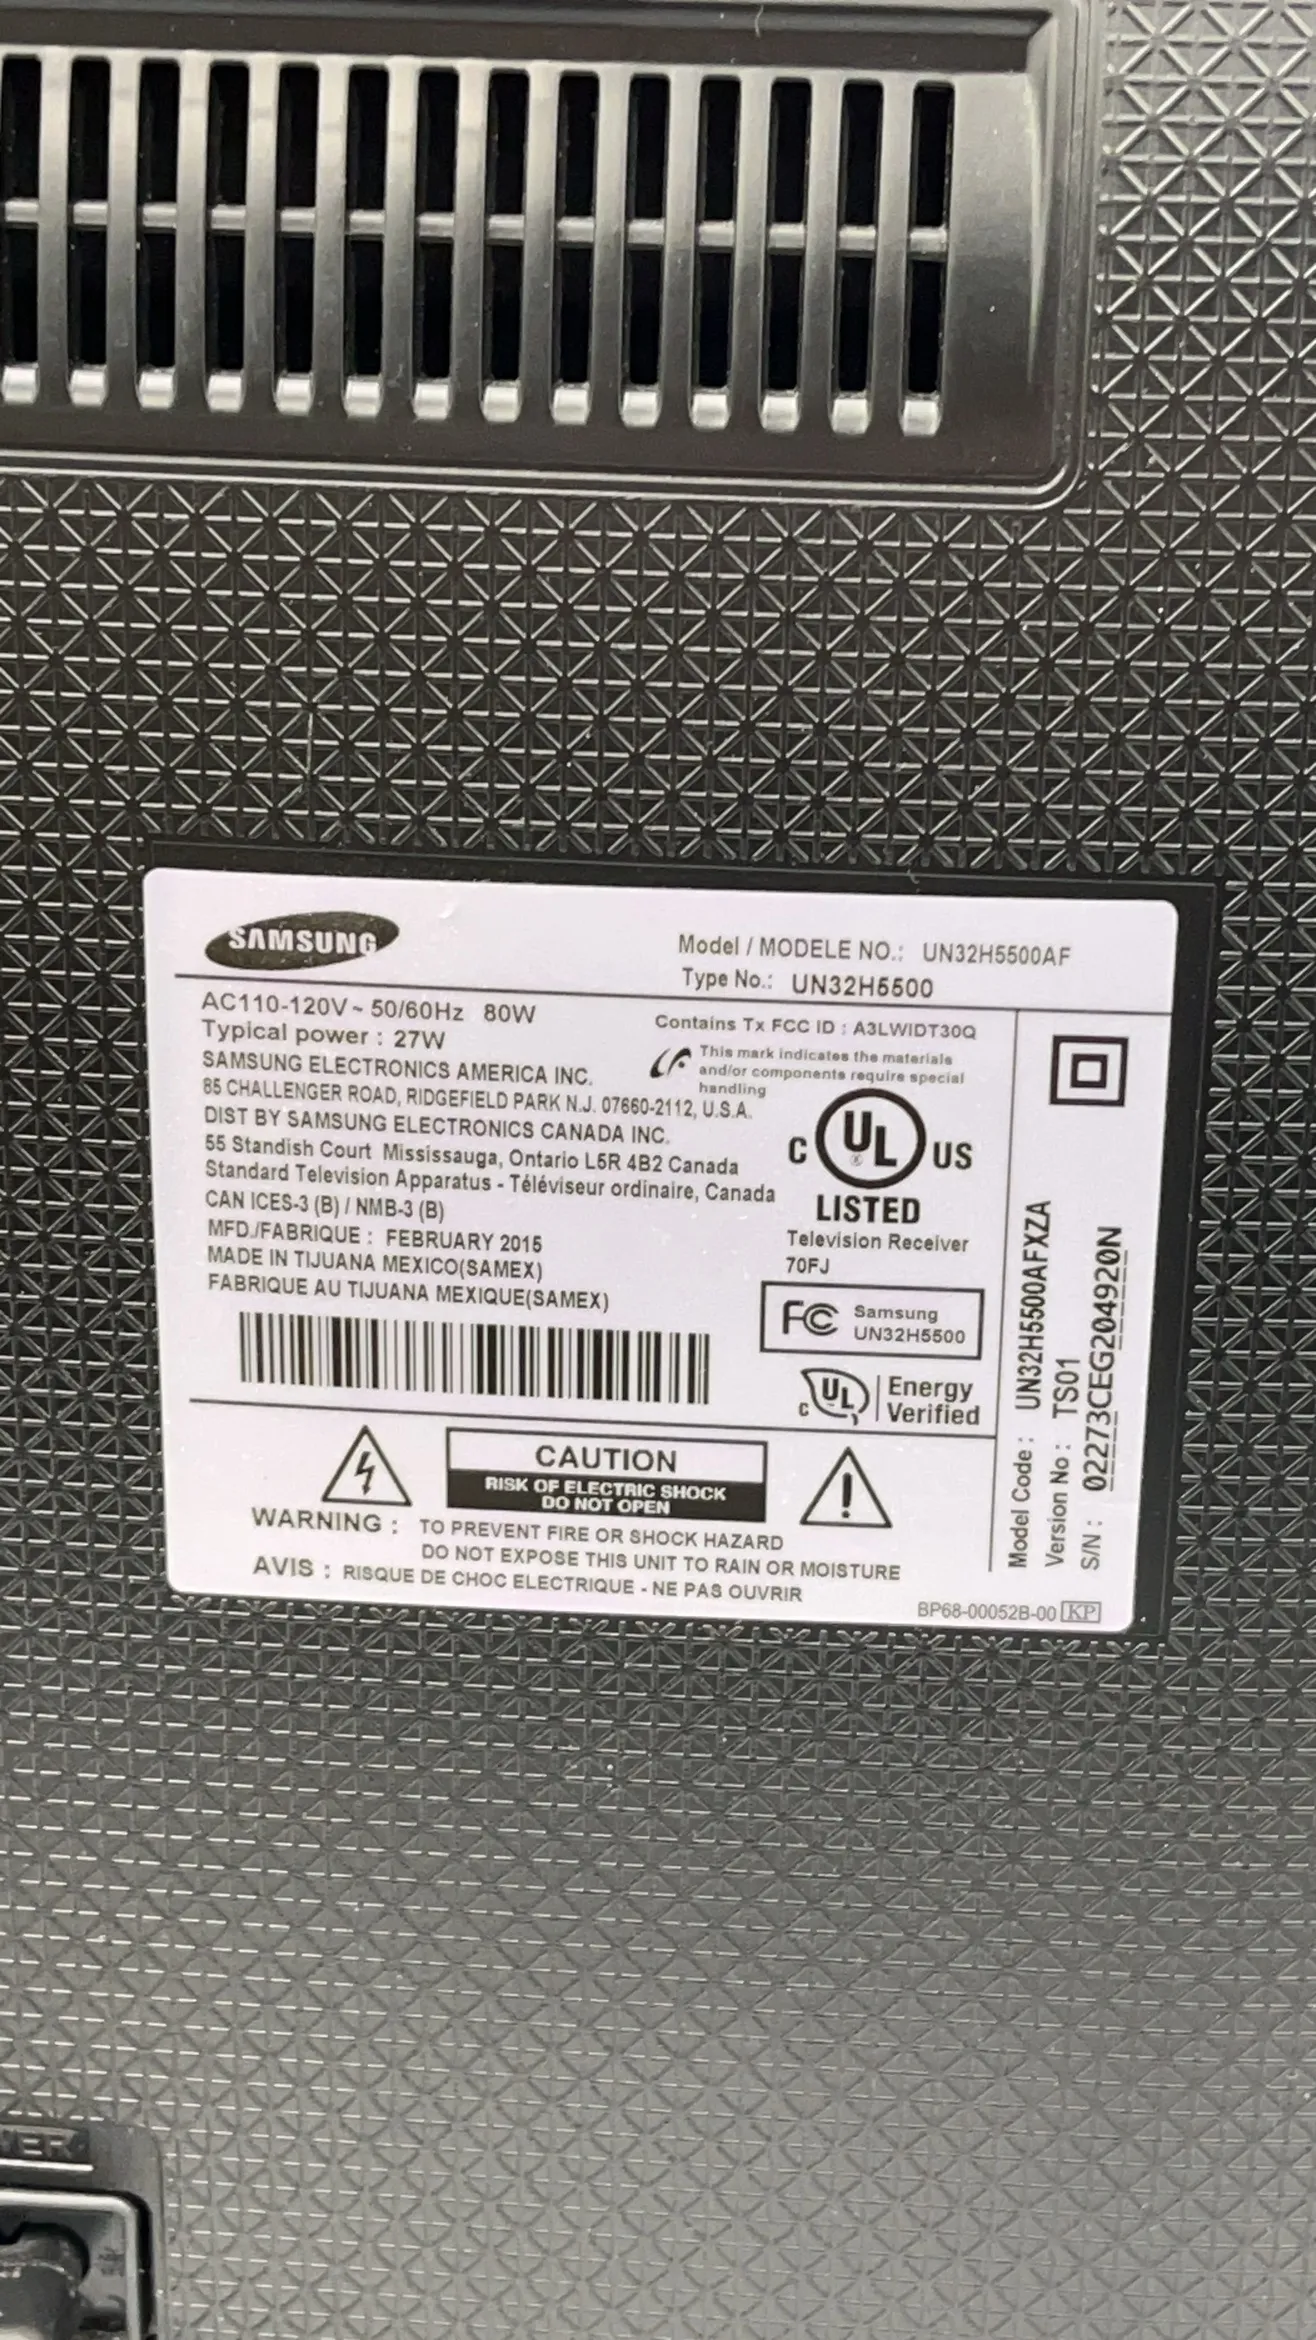 SAMSUNG
Model / MODELE NO.: UN32H5500AF
Type No.: UN32H5500
AC110-120V~ 50/60Hz 80W
Typical power : 27W
SAMSUNG ELECTRONICS AMERICA INC.
85 CHALLENGER ROAD, RIDGEFIELD PARK N.J. 07660-2112, U.S.A.
DIST BY SAMSUNG ELECTRONICS CANADA INC.
55 Standish Court Mississauga, Ontario L5R 4B2 Canada
Standard Television Apparatus - Téléviseur ordinaire, Canada
CAN ICES-3 (B) / NMB-3 (B)
MFD./FABRIQUE : FEBRUARY 2015
MADE IN TIJUANA MEXICO(SAMEX)
FABRIQUE AU TIJUANA MEXIQUE(SAMEX)
Contains Tx FCC ID : A3LWIDT30Q
This mark indicates the materials
and/or components require special
handling
C UL ® US
LISTED
Television Receiver
70FJ
FC Samsung
UN32H5500
C UL Energy
Verified
CAUTION
RISK OF ELECTRIC SHOCK
DO NOT OPEN
WARNING : TO PREVENT FIRE OR SHOCK HAZARD
DO NOT EXPOSE THIS UNIT TO RAIN OR MOISTURE
AVIS : RISQUE DE CHOC ELECTRIQUE - NE PAS OUVRIR
BP68-00052B-00 KP
Model Code : UN32H5500AFXZA
Version No : TS01
S/N : 02273CEG204920N